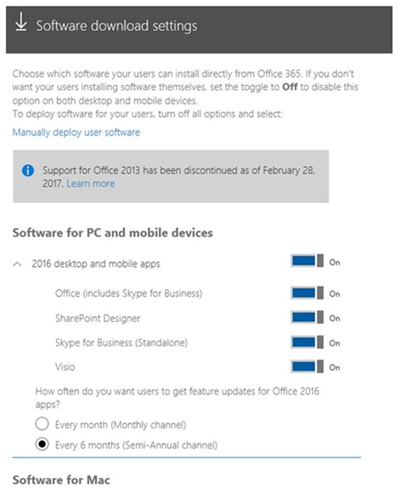 Software download settings
Choose which software your users can install directly from Office 365. If you don't
want your users installing software themselves, set the toggle to Off to disable this
option on both desktop and mobile devices.
To deploy software for your users, turn off all options and select:
Manually deploy user software
Support for Office 2013 has been discontinued as of February 28,
2017. Learn more
Software for PC and mobile devices
2016 desktop and mobile apps On
Office (includes Skype for Business) On
SharePoint Designer On
Skype for Business (Standalone) On
Visio On
How often do you want users to get feature updates for Office 2016
apps?
Every month (Monthly channel)
Every 6 months (Semi-Annual channel)
Software for Mac